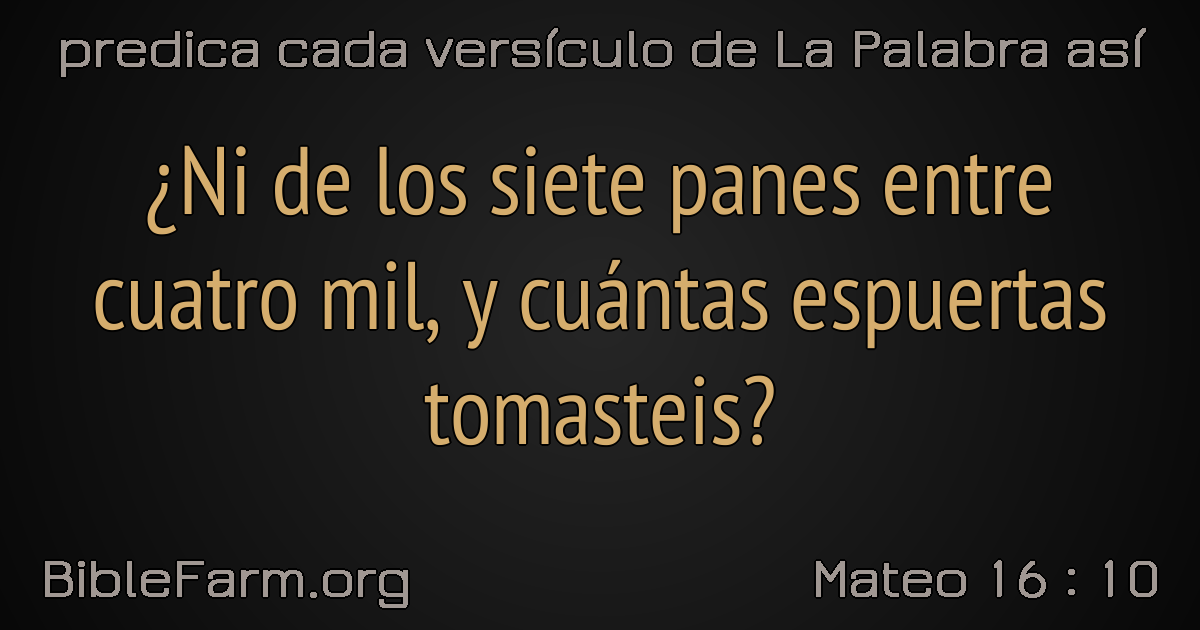 predica cada versículo de La Palabra así
¿Ni de los siete panes entre
cuatro mil, y cuántas espuertas
tomasteis?
BibleFarm.org
Mateo 16 : 10